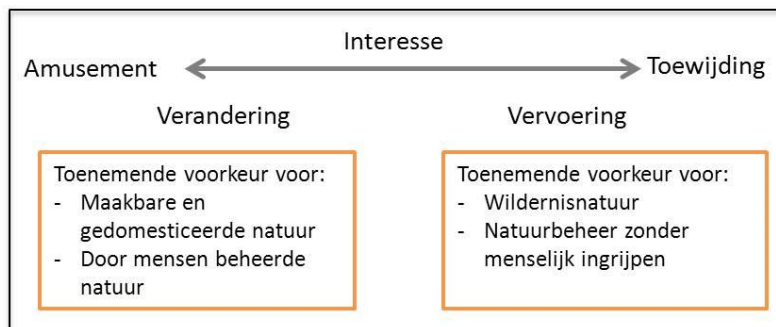 Interesse
Amusement
Toewijding
Verandering
Vervoering
Toenemende voorkeur voor:
- Maakbare en
gedomesticeerde natuur
- Door mensen beheerde
natuur
Toenemende voorkeur voor:
- Wildernisnatuur
- Natuurbeheer zonder
menselijk ingrijpen